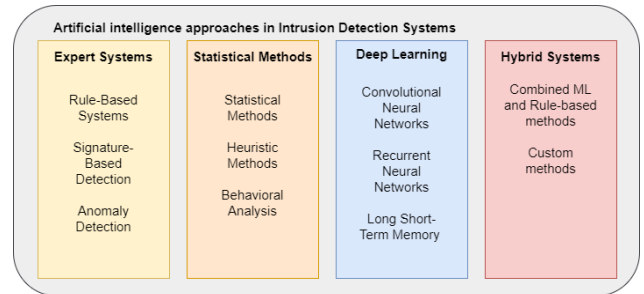 Artificial intelligence approaches in Intrusion Detection Systems
Expert Systems
Rule-Based
Systems
Signature-
Based
Detection
Anomaly
Detection
Statistical Methods
Statistical
Methods
Heuristic
Methods
Behavioral
Analysis
Deep Learning
Convolutional
Neural
Networks
Recurrent
Neural
Networks
Long Short-
Term Memory
Hybrid Systems
Combined ML
and Rule-based
methods
Custom
methods